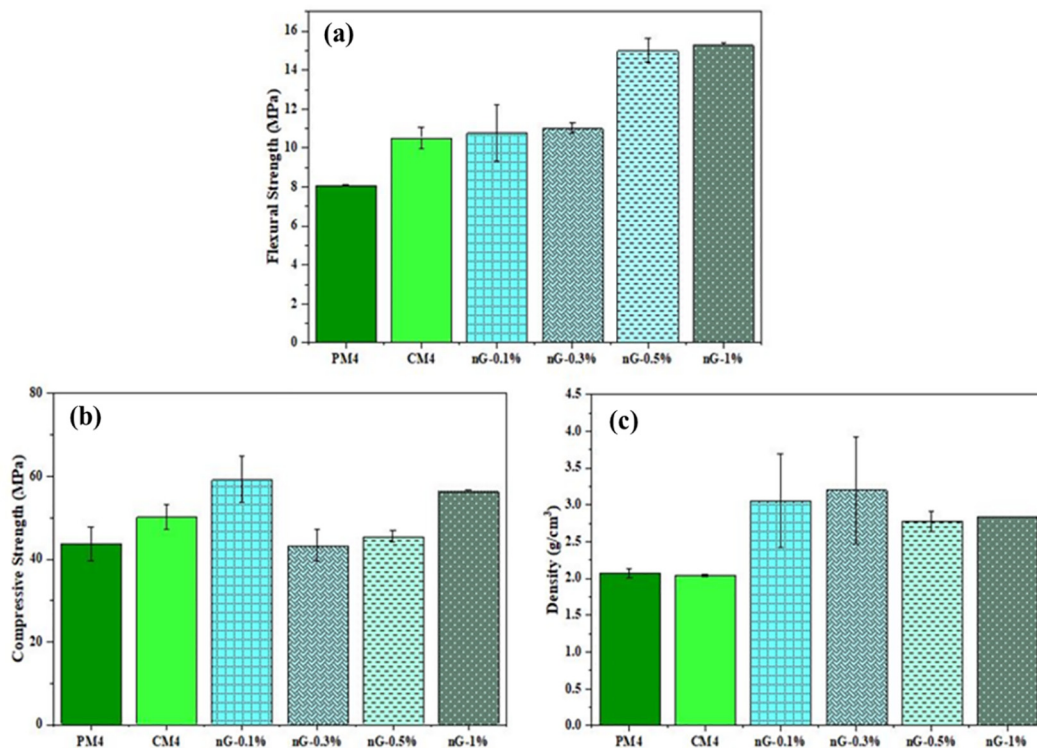 (a)
Flexural Strength (MPa)
16
14
12
10
8
6
4
2
0
PM4 CM4 nG-0.1% nG-0.3% nG-0.5% nG-1%
(b)
Compressive Strength (MPa)
80
60
40
20
0
PM4 CM4 nG-0.1% nG-0.3% nG-0.5% nG-1%
(c)
Density (g/cm³)
4.5
4.0
3.5
3.0
2.5
2.0
1.5
1.0
0.5
0.0
PM4 CM4 nG-0.1% nG-0.3% nG-0.5% nG-1%